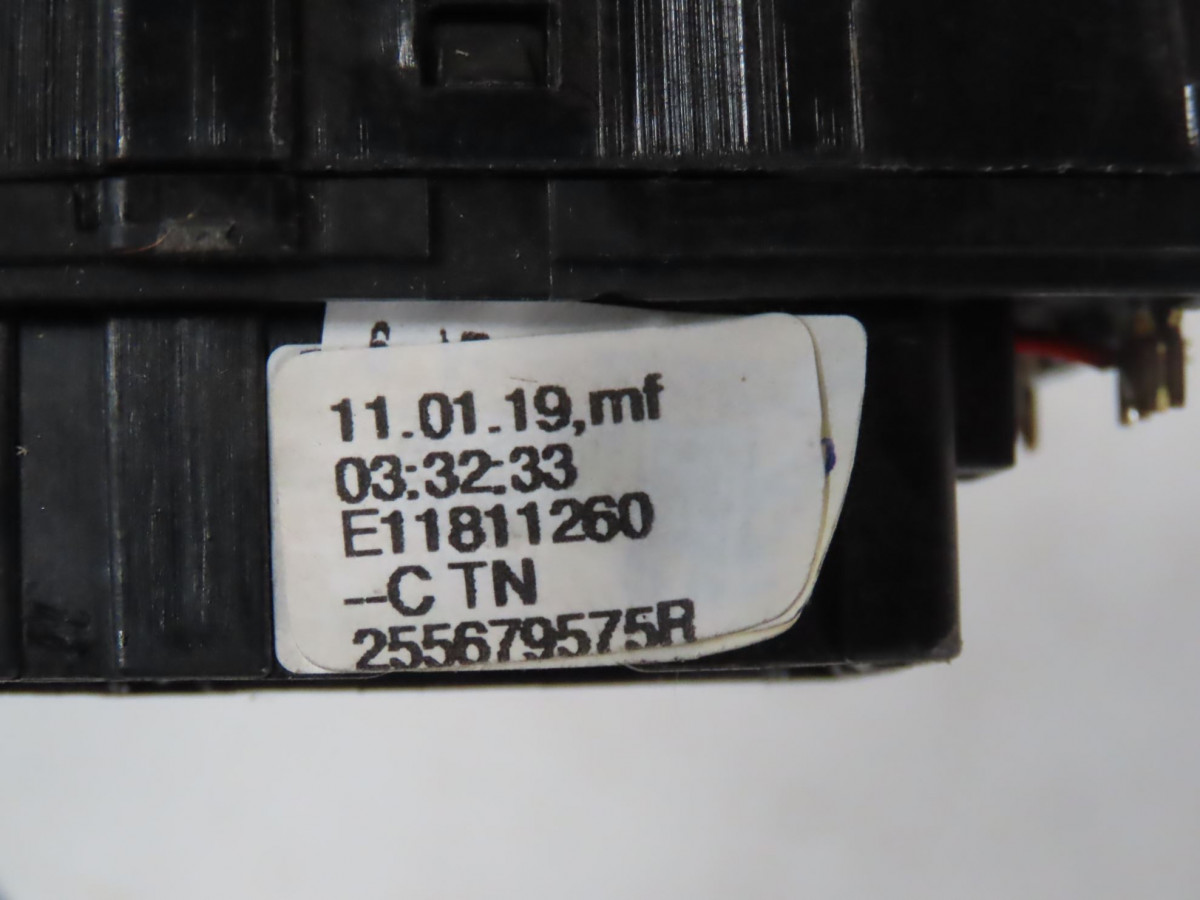 11.01.19,mf
03:32:33
E11811260
--C TN
255679575R